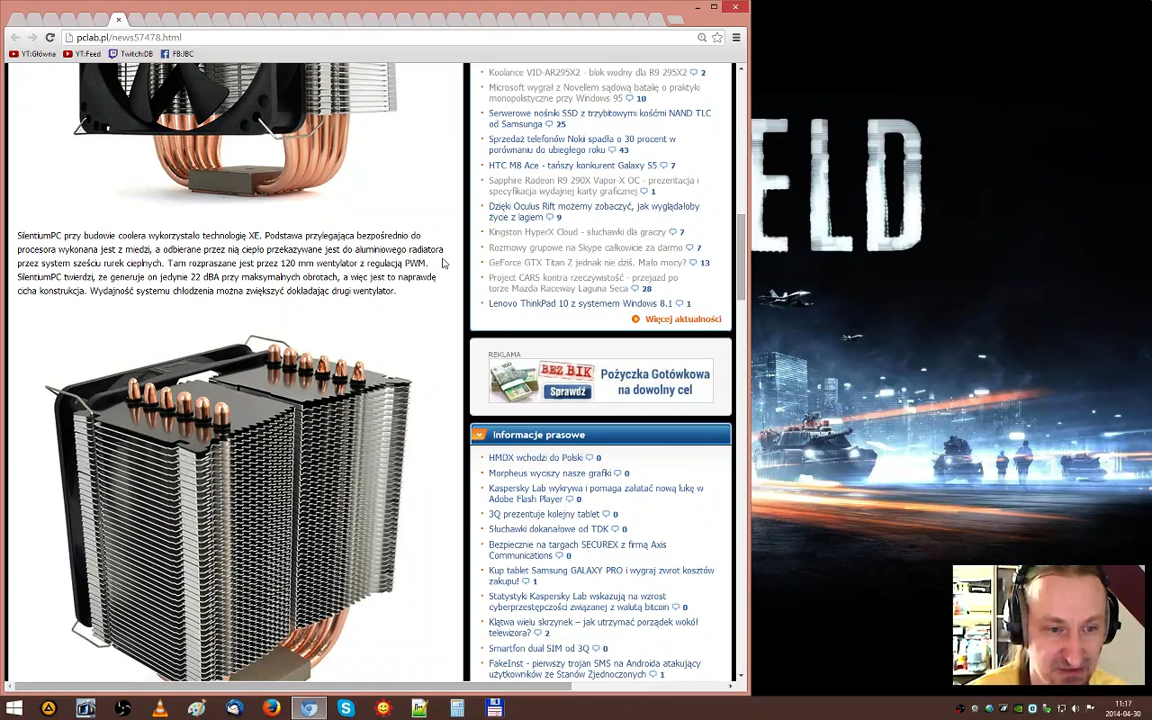 pclab.pl/news57478.html
YT:Główna
YT:Feed
Twitch:DB
FB:JBC
SilentiumPC przy budowie coolera wykorzystało technologię XE. Podstawa przylegająca bezpośrednio do
procesora wykonana jest z miedzi, a odbierane przez nią ciepło przekazywane jest do aluminiowego radiatora
przez system sześciu rurek cieplnych. Tam rozpraszane jest przez 120 mm wentylator z regulacją PWM.
SilentiumPC twierdzi, że generuje on jedynie 22 dBA przy maksymalnych obrotach, a więc jest to naprawdę
cicha konstrukcja. Wydajność systemu chłodzenia można zwiększyć dokładając drugi wentylator.
Koolance VID-AR295X2 - blok wodny dla R9 295X2 2
Microsoft wygrał z Novellem sądową batalię o praktyki
monopolistyczne przy Windows 95 10
Serwerowe nośniki SSD z trzybitowymi kośćmi NAND TLC
od Samsunga 25
Sprzedaż telefonów Nokii spadła o 30 procent w
porównaniu do ubiegłego roku 43
HTC M8 Ace - tańszy konkurent Galaxy S5 7
Sapphire Radeon R9 290X Vapor-X OC - prezentacja i
specyfikacja wydajnej karty graficznej 1
Dzięki Oculus Rift możemy zobaczyć, jak wyglądałoby
życie z lagiem 9
Kingston HyperX Cloud - słuchawki dla graczy 7
Rozmowy grupowe na Skype całkowicie za darmo 7
GeForce GTX Titan Z jednak nie dziś. Mało mocy? 13
Project CARS kontra rzeczywistość - przejazd po
torze Mazda Raceway Laguna Seca 28
Lenovo ThinkPad 10 z systemem Windows 8.1 1
Więcej aktualności
REKLAMA
BEZ BIK
Sprawdź
Pożyczka Gotówkowa
na dowolny cel
Informacje prasowe
HMDX wchodzi do Polski 0
Morpheus wyciszy nasze grafiki 0
Kaspersky Lab wykrywa i pomaga załatać nową lukę w
Adobe Flash Player 0
3Q prezentuje kolejny tablet 0
Słuchawki dokanałowe od TDK 0
Bezpiecznie na targach SECUREX z firmą Axis
Communications 0
Kup tablet Samsung GALAXY PRO i wygraj zwrot kosztów
zakupu! 1
Statystyki Kaspersky Lab wskazują na wzrost
cyberprzestępczości związanej z walutą bitcoin 0
Klątwa wielu skrzynek – jak utrzymać porządek wokół
telewizora? 2
Smartfon dual SIM od 3Q 0
FakeInst - pierwszy trojan SMS na Androida atakujący
użytkowników ze Stanów Zjednoczonych 1
ELD
11:17
2014-04-30